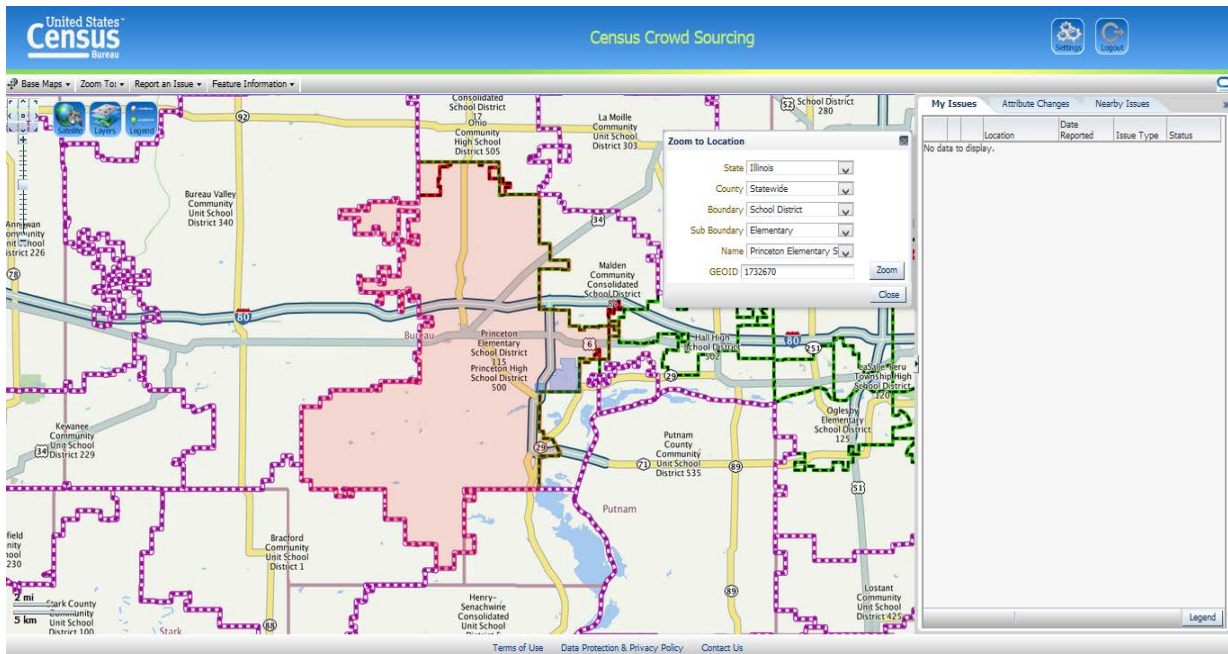 United States™
Census
Bureau
Census Crowd Sourcing
Settings
Logout
Base Maps
Zoom To:
Report an Issue
Feature Information
Satellite
Layers
Legend
92
Consolidated
School District
17
Ohio
Community
High School
District 505
La Moille
Community
Unit School
District 303
52
School District
280
Bureau Valley
Community
Unit School
District 340
34
78
Malden
Community
Consolidated
School District
80
Bureau
Princeton
Elementary
School District
115
Princeton High
School District
500
6
Hall High
School District
502
80
251
29
LaSalle-Peru
Township High
School District
120
Oglesby
Elementary
School District
125
Kewanee
Community
Unit School
District 229
34
29
Putnam
County
Community
Unit School
District 535
71
89
51
Putnam
Bradford
Community
Unit School
District 1
89
Henry-
Senachwine
Consolidated
Unit School
Lostant
Community
Unit School
District 425
230
2 mi
5 km
Stark County
Community
Unit School
District 100
Stark
88
Zoom to Location
State Illinois
County Statewide
Boundary School District
Sub Boundary Elementary
Name Princeton Elementary S
GEOID 1732670
Zoom
Close
My Issues
Attribute Changes
Nearby Issues
Location
Date
Reported
Issue Type
Status
No data to display.
Legend
Terms of Use
Data Protection & Privacy Policy
Contact Us